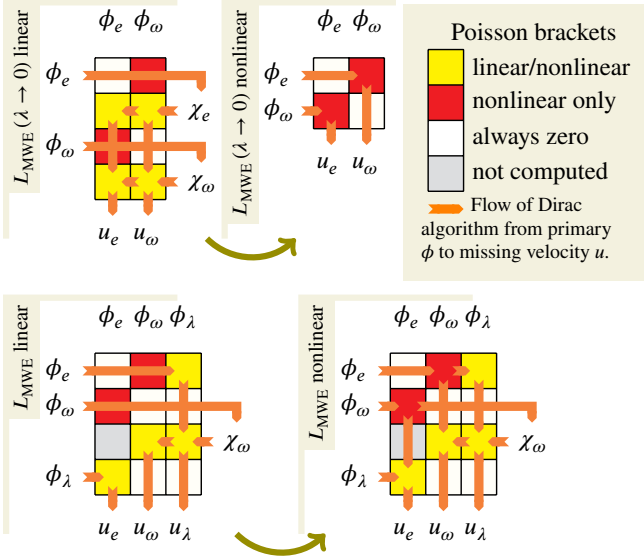 L_MWE (λ → 0) linear
ϕ_e ϕ_ω
ϕ_e
χ_e
ϕ_ω
χ_ω
u_e u_ω
L_MWE (λ → 0) nonlinear
ϕ_e ϕ_ω
ϕ_e
ϕ_ω
u_e u_ω
Poisson brackets
linear/nonlinear
nonlinear only
always zero
not computed
Flow of Dirac
algorithm from primary
ϕ to missing velocity u.
L_MWE linear
ϕ_e ϕ_ω ϕ_λ
ϕ_e
ϕ_ω
χ_ω
ϕ_λ
u_e u_ω u_λ
L_MWE nonlinear
ϕ_e ϕ_ω ϕ_λ
ϕ_e
ϕ_ω
χ_ω
ϕ_λ
u_e u_ω u_λ